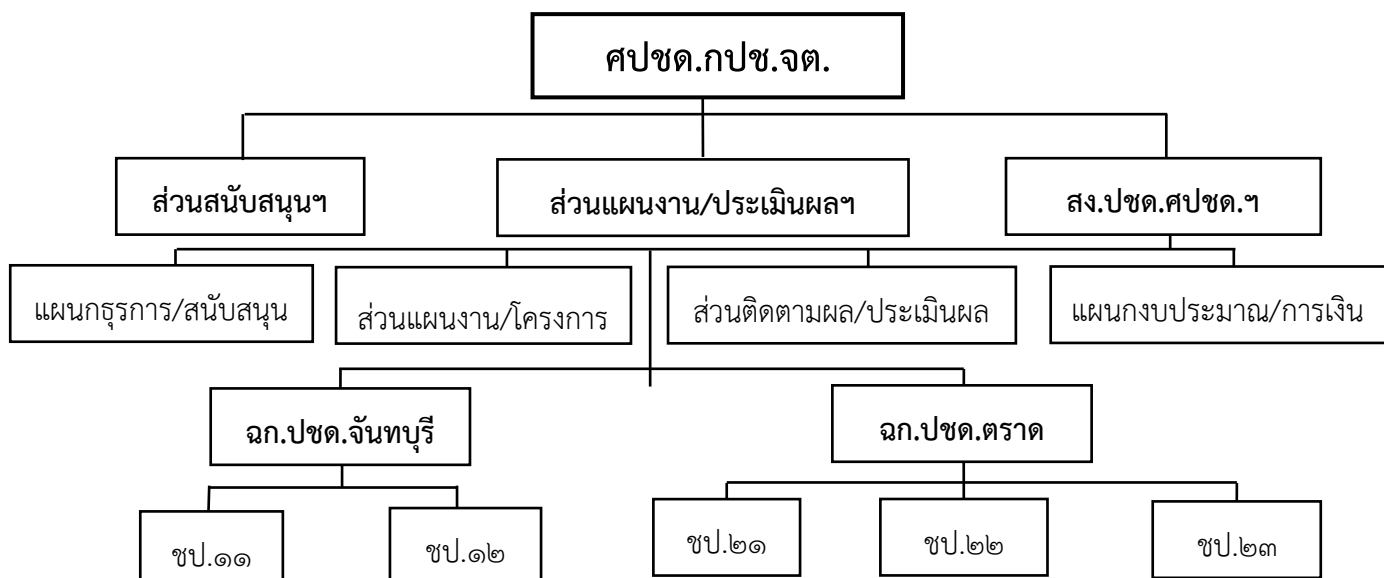 ศปชด.กปช.จต.
ส่วนสนับสนุนฯ
ส่วนแผนงาน/ประเมินผลฯ
สง.ปชด.ศปชด.ฯ
แผนกธุรการ/สนับสนุน
ส่วนแผนงาน/โครงการ
ส่วนติดตามผล/ประเมินผล
แผนกงบประมาณ/การเงิน
ฉก.ปชด.จันทบุรี
ฉก.ปชด.ตราด
ชป.๑๑
ชป.๑๒
ชป.๒๑
ชป.๒๒
ชป.๒๓